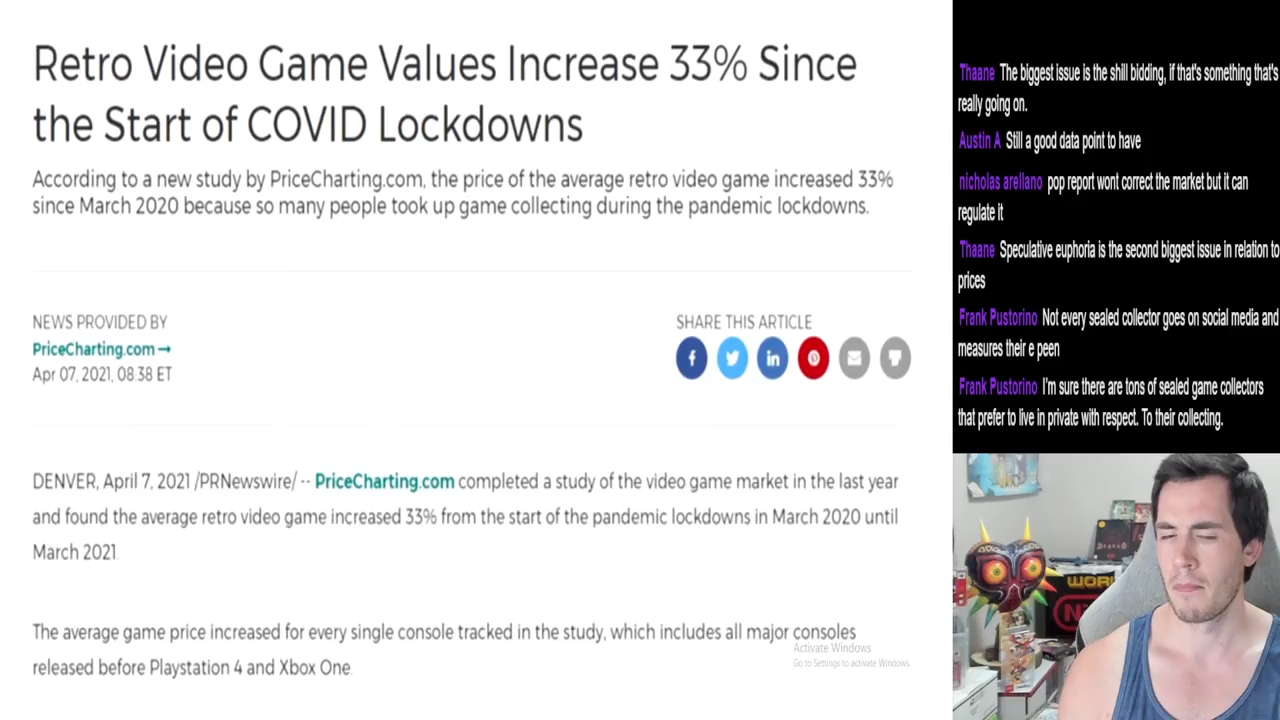 Retro Video Game Values Increase 33% Since
the Start of COVID Lockdowns
According to a new study by PriceCharting.com, the price of the average retro video game increased 33%
since March 2020 because so many people took up game collecting during the pandemic lockdowns.
NEWS PROVIDED BY
PriceCharting.com →
Apr 07, 2021, 08:38 ET
SHARE THIS ARTICLE
DENVER, April 7, 2021 /PRNewswire/ -- PriceCharting.com completed a study of the video game market in the last year
and found the average retro video game increased 33% from the start of the pandemic lockdowns in March 2020 until
March 2021.
The average game price increased for every single console tracked in the study, which includes all major consoles
released before Playstation 4 and Xbox One.
Activate Windows
Go to Settings to activate Windows.
Thaane The biggest issue is the shill bidding, if that's something that's
really going on.
Austin A Still a good data point to have
nicholas arellano pop report wont correct the market but it can
regulate it
Thaane Speculative euphoria is the second biggest issue in relation to
prices
Frank Pustorino Not every sealed collector goes on social media and
measures their e peen
Frank Pustorino I'm sure there are tons of sealed game collectors
that prefer to live in private with respect. To their collecting.